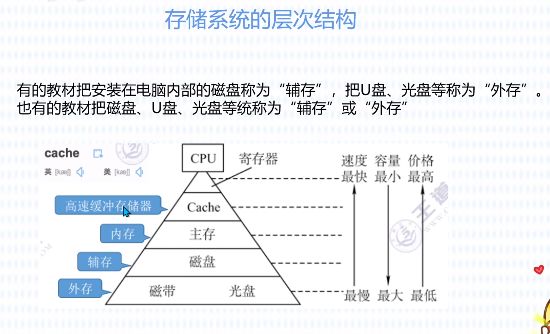 存储系统的层次结构
有的教材把安装在电脑内部的磁盘称为“辅存”，把U盘、光盘等称为“外存”。
也有的教材把磁盘、U盘、光盘等统称为“辅存”或“外存”
cache
英 [kæʃ] 美 [kæʃ]
CPU
寄存器
速度 容量 价格
最快 最小 最高
高速缓冲存储器
Cache
内存
主存
辅存
磁盘
外存
磁带 光盘
最慢 最大 最低
王道